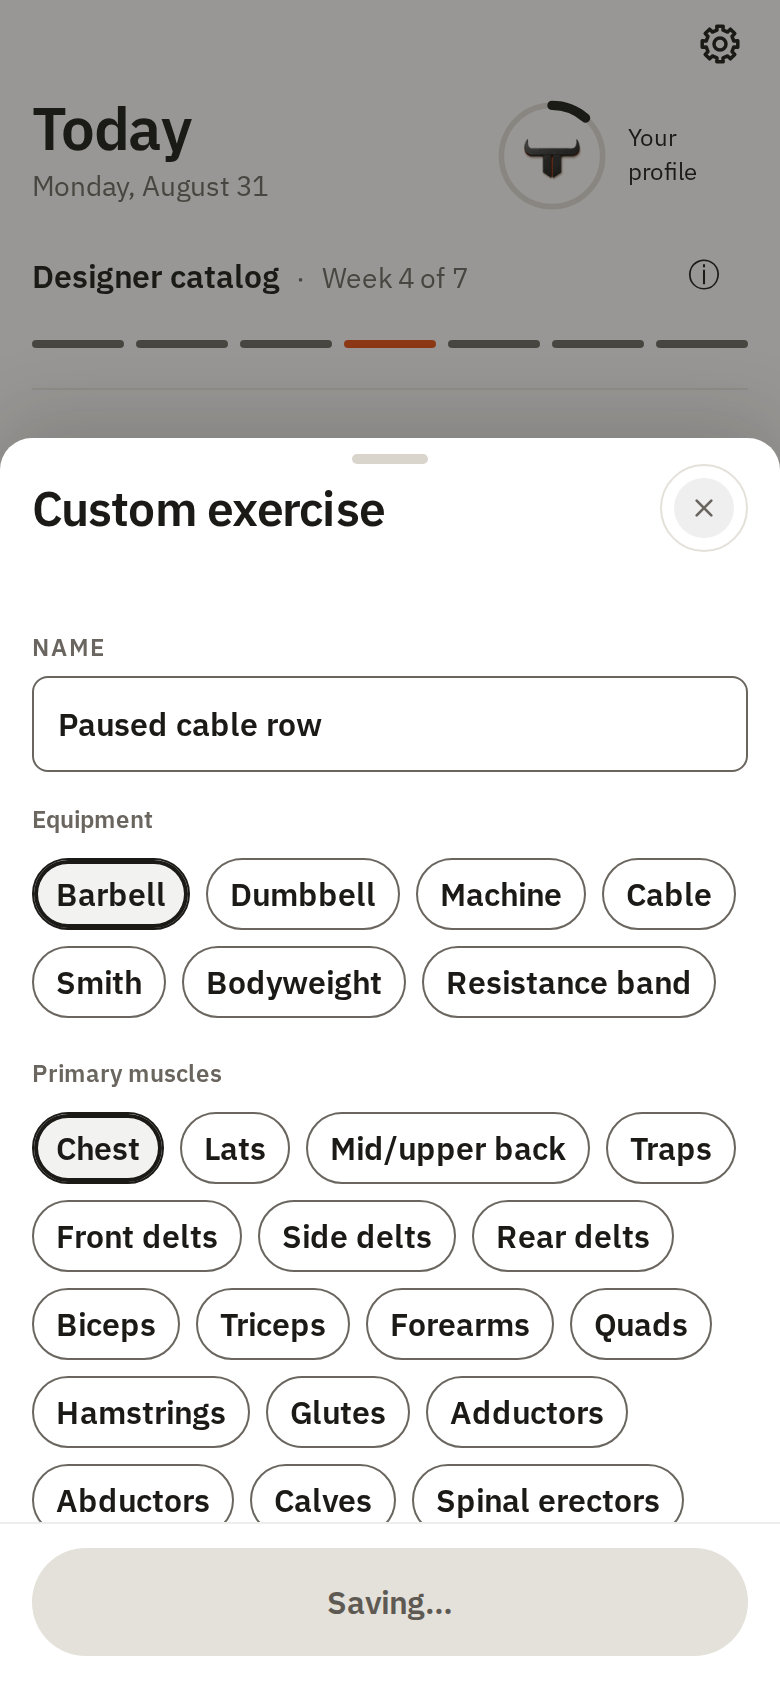 Today
Monday, August 31
Your
profile
Designer catalog · Week 4 of 7
Custom exercise
NAME
Paused cable row
Equipment
Barbell Dumbbell Machine Cable
Smith Bodyweight Resistance band
Primary muscles
Chest Lats Mid/upper back Traps
Front delts Side delts Rear delts
Biceps Triceps Forearms Quads
Hamstrings Glutes Adductors
Abductors Calves Spinal erectors
Saving...